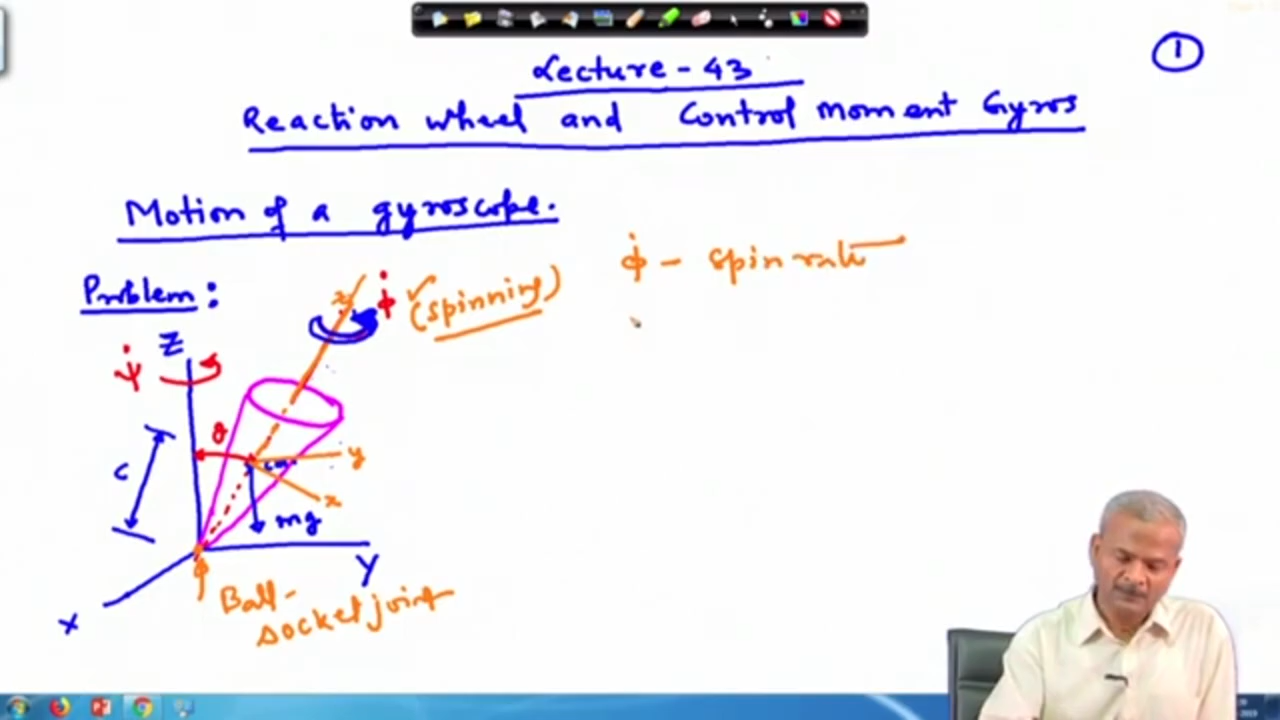 Lecture - 43
①
Reaction wheel and Control moment Gyros
Motion of a gyroscope.
Problem:
φ̇ ✓ (spinning)
φ̇ - spin rate
z
Z
ψ̇
θ
c
cm
y
x
mg
Y
X
Ball-
socket joint